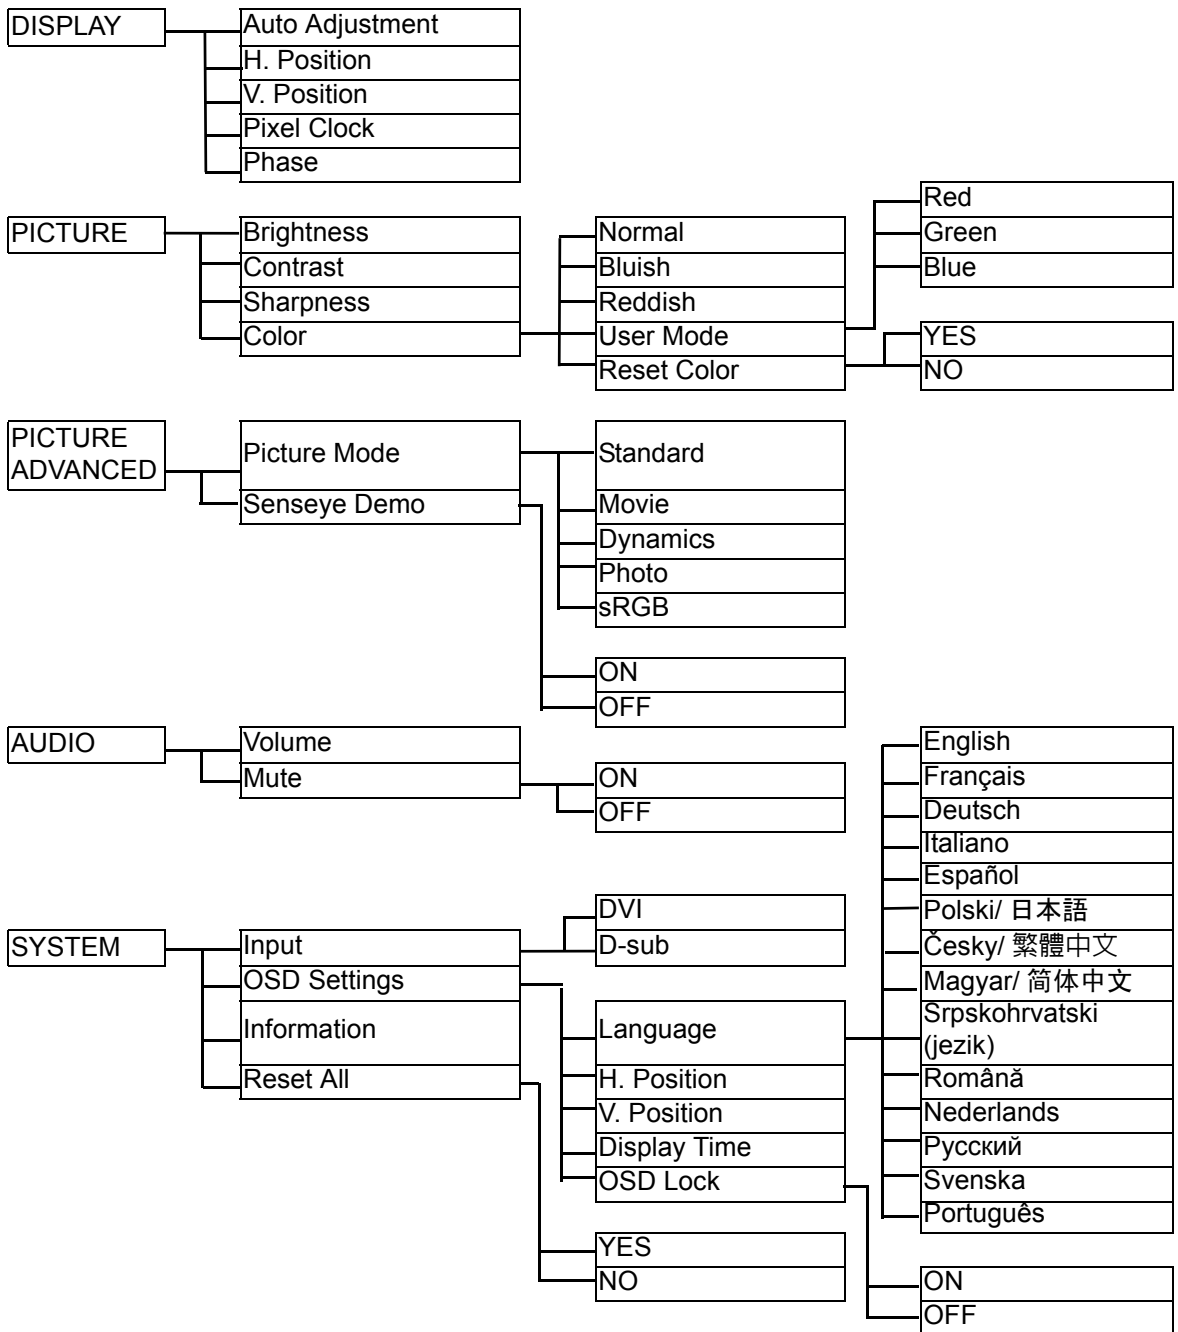 DISPLAY
Auto Adjustment
H. Position
V. Position
Pixel Clock
Phase
PICTURE
Brightness
Contrast
Sharpness
Color
Normal
Bluish
Reddish
User Mode
Reset Color
Red
Green
Blue
YES
NO
PICTURE
ADVANCED
Picture Mode
Senseye Demo
Standard
Movie
Dynamics
Photo
sRGB
ON
OFF
AUDIO
Volume
Mute
ON
OFF
SYSTEM
Input
OSD Settings
Information
Reset All
DVI
D-sub
Language
H. Position
V. Position
Display Time
OSD Lock
YES
NO
English
Français
Deutsch
Italiano
Español
Polski/ 日本語
Česky/ 繁體中文
Magyar/ 简体中文
Srpskohrvatski
(jezik)
Română
Nederlands
Русский
Svenska
Português
ON
OFF